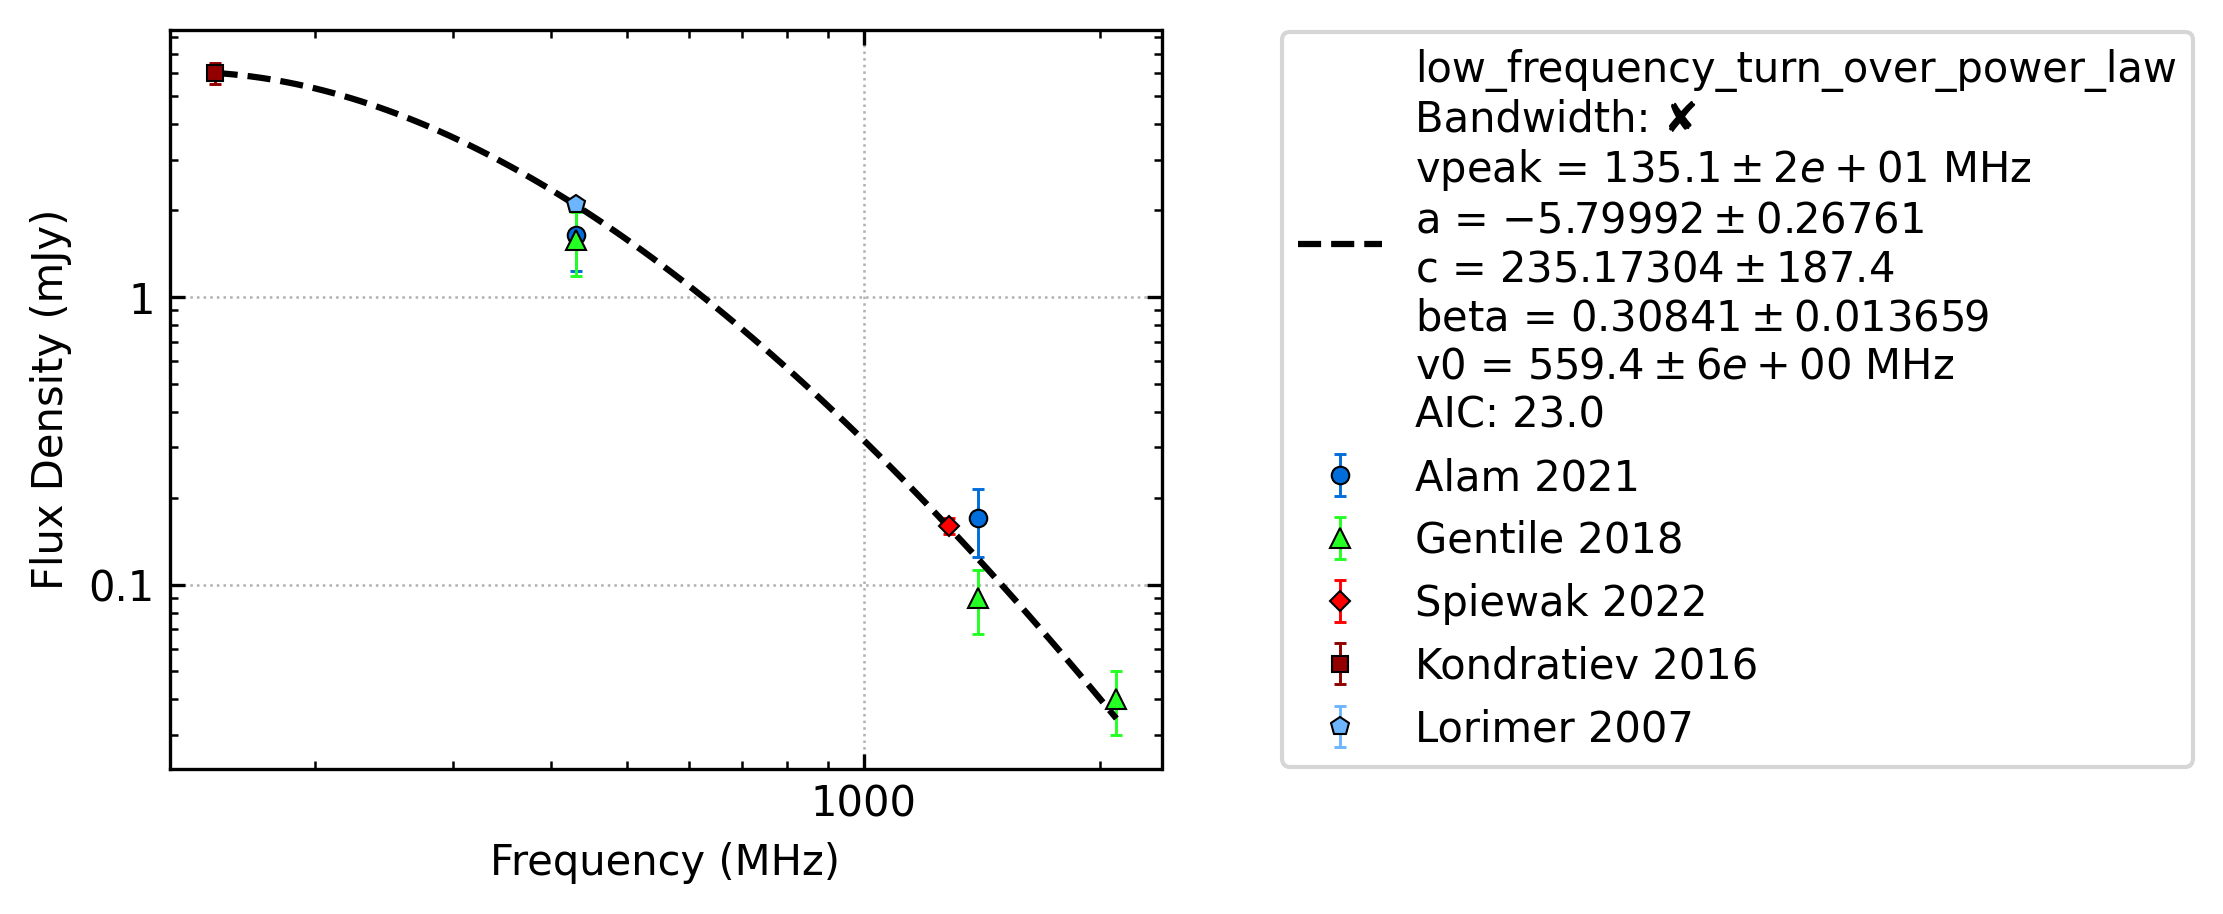 Flux Density (mJy)
1
0.1
1000
Frequency (MHz)
low_frequency_turn_over_power_law
Bandwidth: ✘
vpeak = 135.1 ± 2e + 01 MHz
a = −5.79992 ± 0.26761
c = 235.17304 ± 187.4
beta = 0.30841 ± 0.013659
v0 = 559.4 ± 6e + 00 MHz
AIC: 23.0
Alam 2021
Gentile 2018
Spiewak 2022
Kondratiev 2016
Lorimer 2007